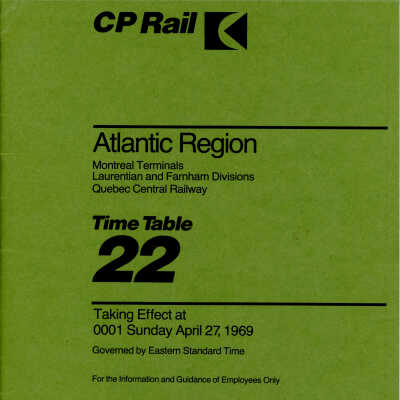 CP Rail
Atlantic Region
Montreal Terminals
Laurentian and Farnham Divisions
Quebec Central Railway
Time Table
22
Taking Effect at
0001 Sunday April 27, 1969
Governed by Eastern Standard Time
For the Information and Guidance of Employees Only